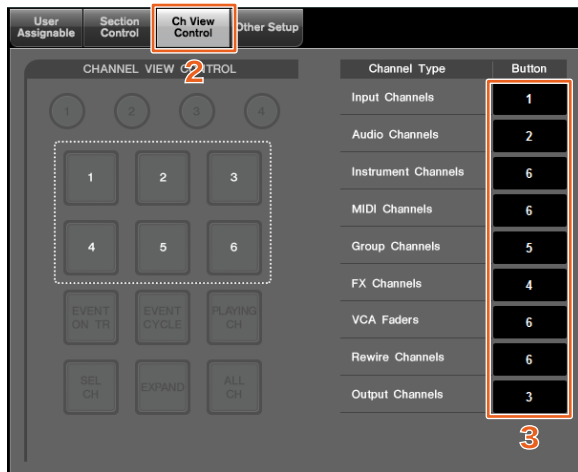 User Assignable
Section Control
Ch View Control
Other Setup
2
CHANNEL VIEW CONTROL
1 2 3 4
1 2 3
4 5 6
EVENT ON TR
EVENT CYCLE
PLAYING CH
SEL CH
EXPAND
ALL CH
Channel Type Button
Input Channels 1
Audio Channels 2
Instrument Channels 6
MIDI Channels 6
Group Channels 5
FX Channels 4
VCA Faders 6
Rewire Channels 6
Output Channels 3
3